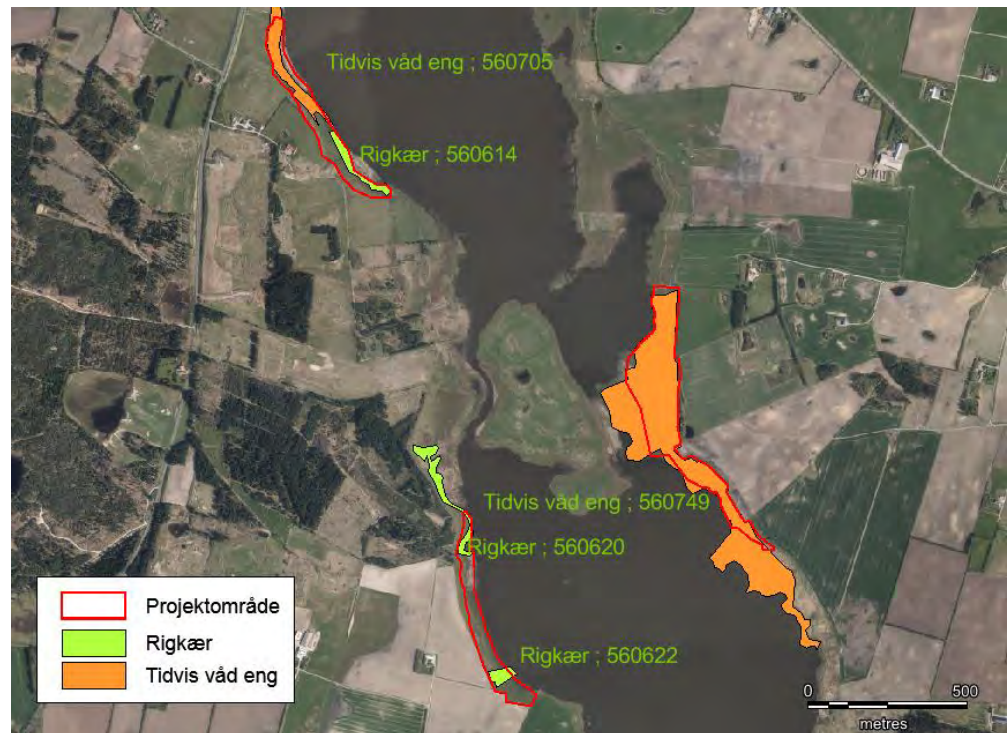 Tidvis våd eng ; 560705
Rigkær ; 560614
Tidvis våd eng ; 560749
Rigkær ; 560620
Rigkær ; 560622
Projektområde
Rigkær
Tidvis våd eng
0 500
metres